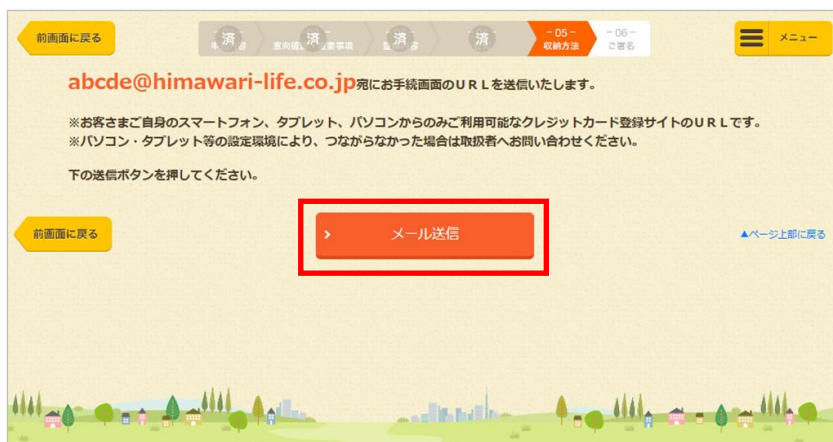 前画面に戻る
済
済
済
済
-05-
収納方法
-06-
ご署名
メニュー
abcde@himawari-life.co.jp宛にお手続画面のＵＲＬを送信いたします。
※お客さまご自身のスマートフォン、タブレット、パソコンからのみご利用可能なクレジットカード登録サイトのＵＲＬです。
※パソコン・タブレット等の設定環境により、つながらなかった場合は取扱者へお問い合わせください。
下の送信ボタンを押してください。
前画面に戻る
メール送信
▲ページ上部に戻る